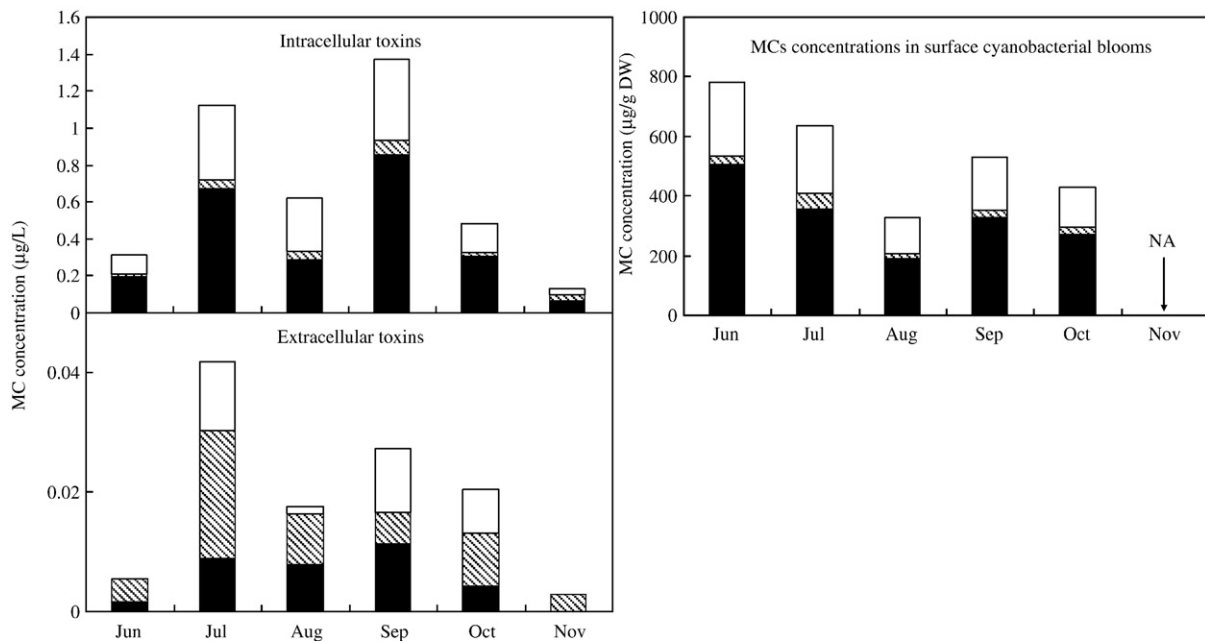 MC concentration (µg/L)
Intracellular toxins
1.6
1.4
1.2
1
0.8
0.6
0.4
0.2
0
Extracellular toxins
0.04
0.02
0
Jun Jul Aug Sep Oct Nov
MC concentration (µg/g DW)
MCs concentrations in surface cyanobacterial blooms
1000
800
600
400
200
0
NA
Jun Jul Aug Sep Oct Nov